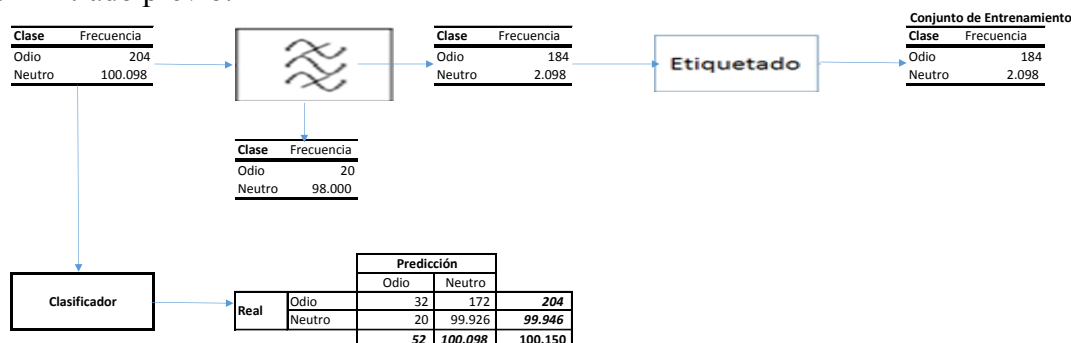 Conjunto de Entrenamiento
Clase Frecuencia
Odio 204
Neutro 100.098
Clase Frecuencia
Odio 184
Neutro 2.098
Etiquetado
Clase Frecuencia
Odio 184
Neutro 2.098
Clase Frecuencia
Odio 20
Neutro 98.000
Clasificador
Predicción
Odio Neutro
Real
Odio 32 172 204
Neutro 20 99.926 99.946
52 100.098 100.150